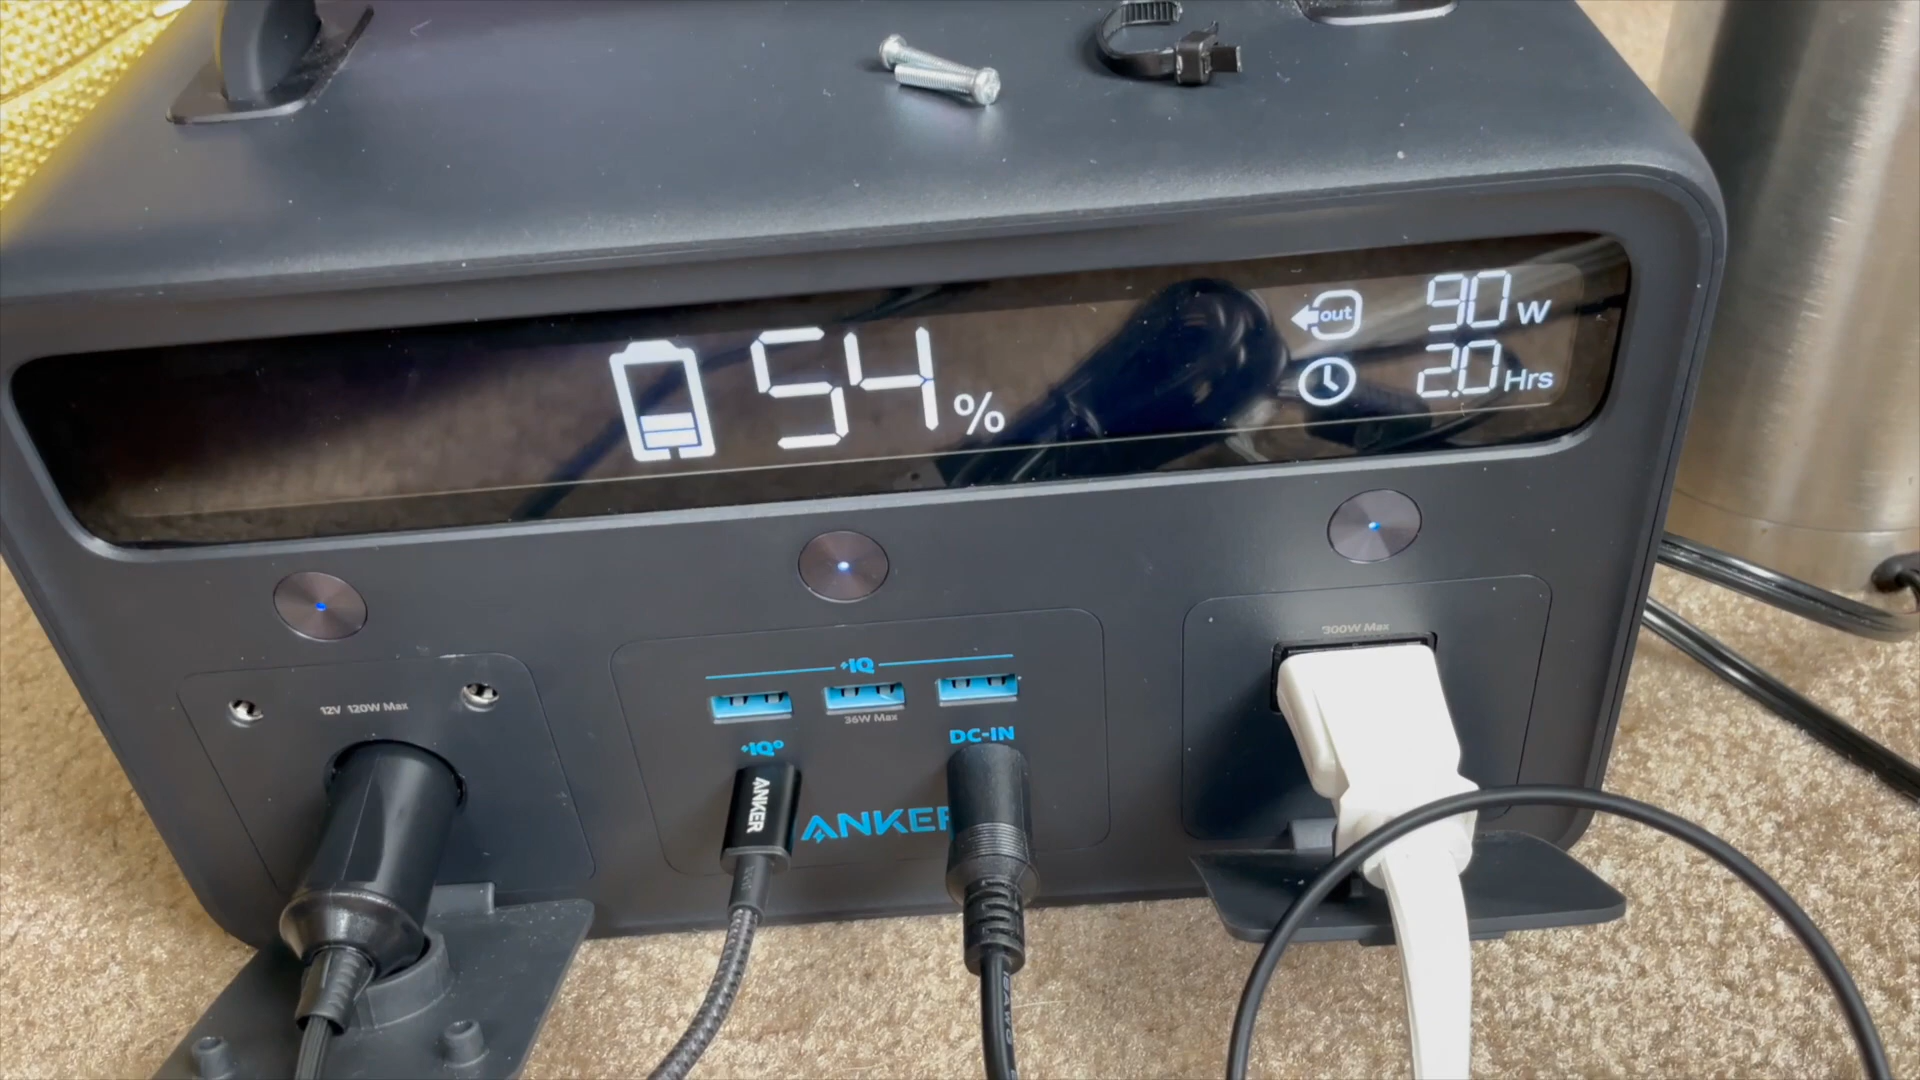 54%
out 90W
2.0Hrs
12V 120W Max
IQ
36W Max
IQ
DC-IN
300W Max
ANKER
ANKER